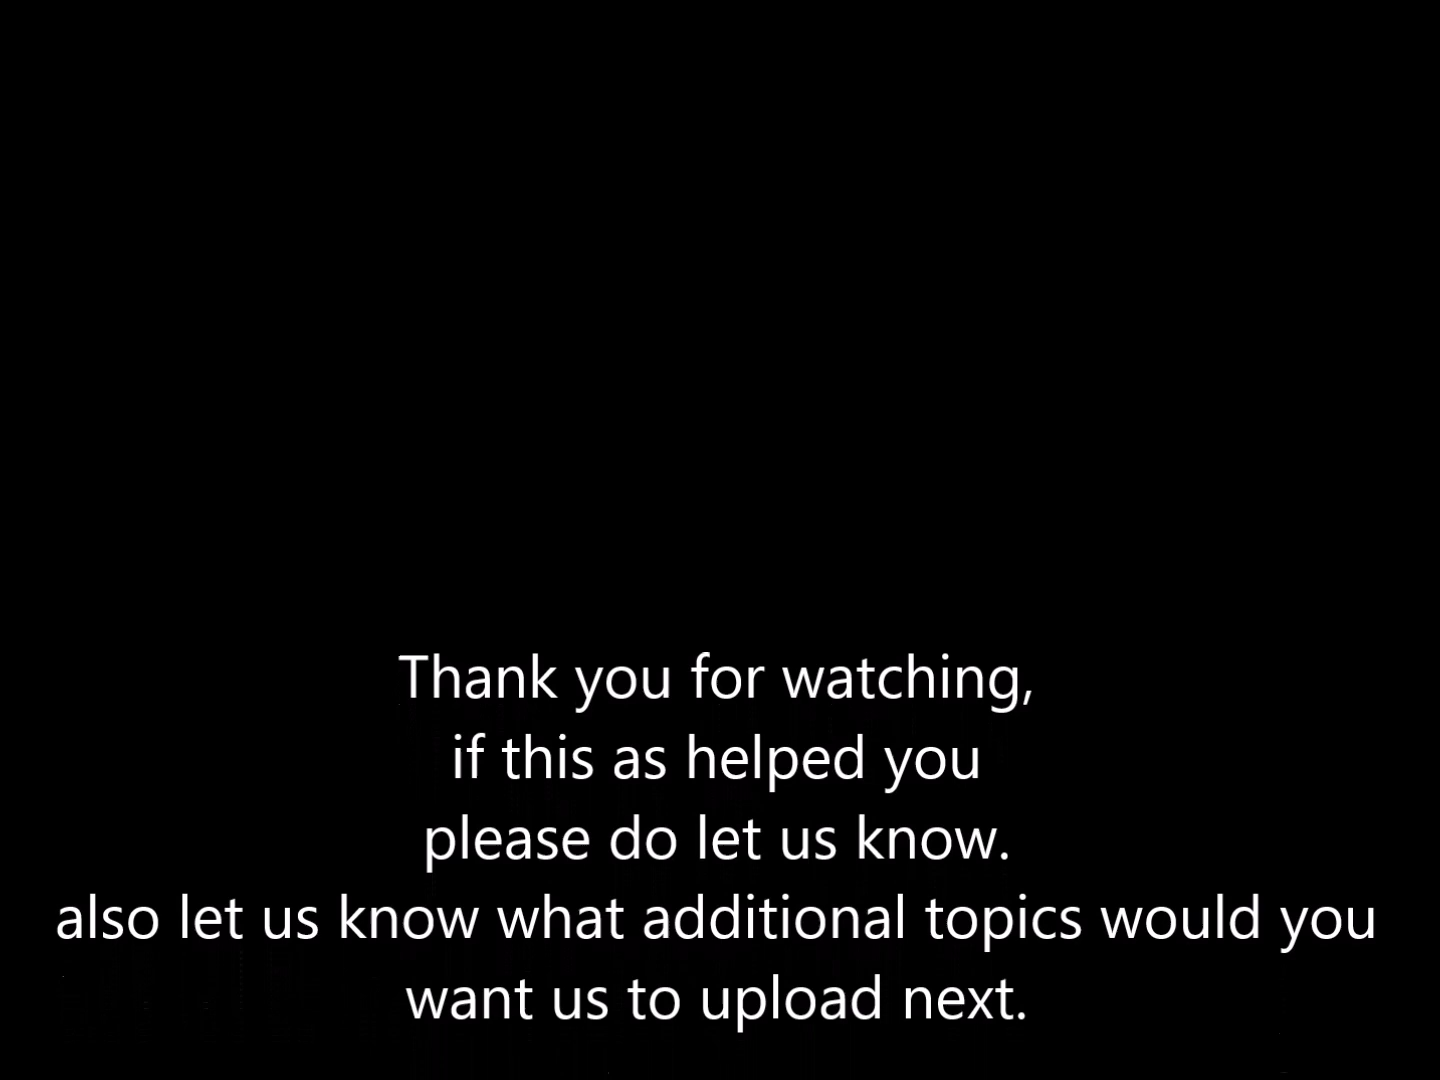 Thank you for watching,
if this as helped you
please do let us know.
also let us know what additional topics would you
want us to upload next.